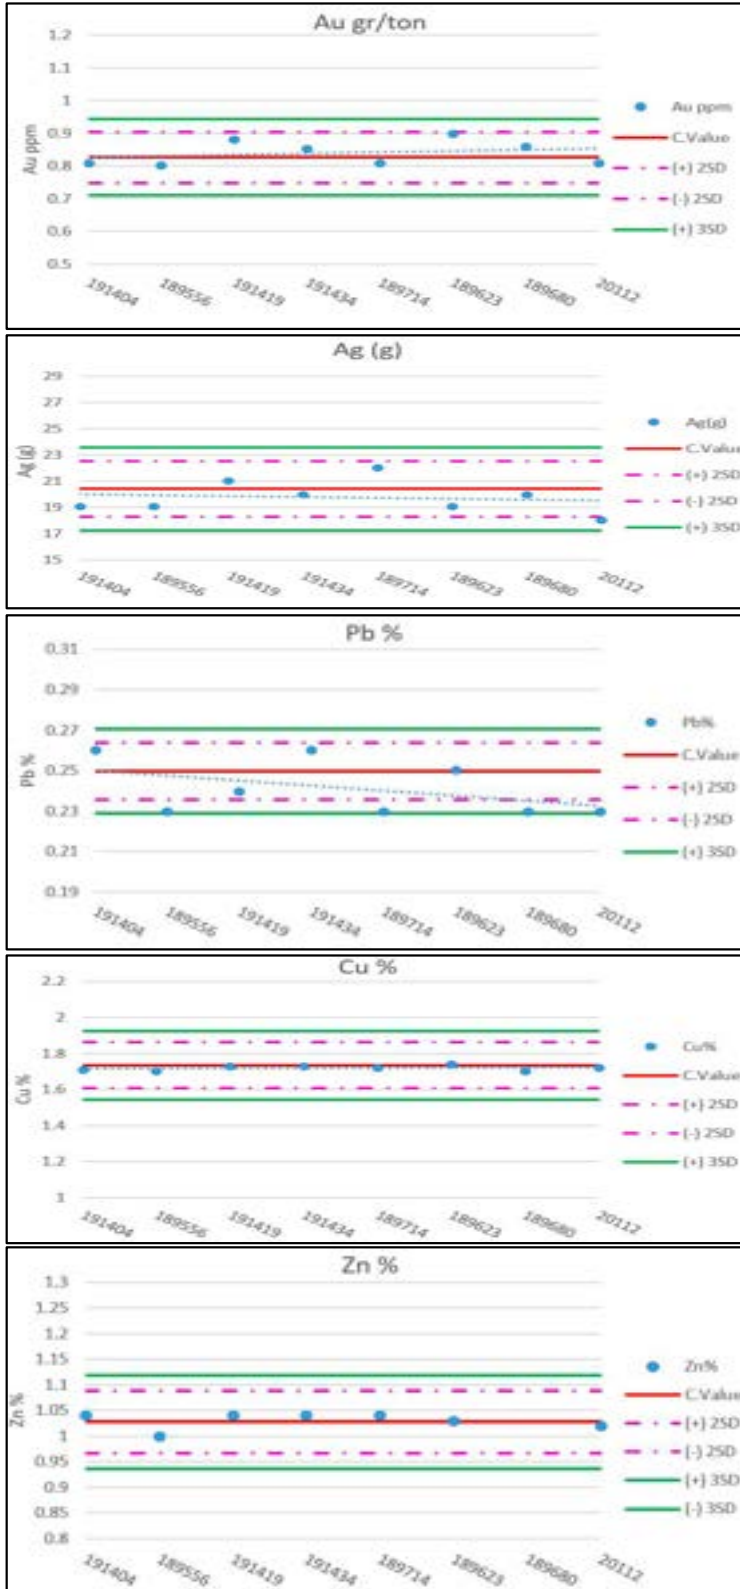 Au gr/ton
1.2
1.1
1
0.9
0.8
0.7
0.6
0.5
Au ppm
191404
189556
191419
191434
189714
189623
189680
20112
Au ppm
C.Value
(+) 2SD
(-) 2SD
(+) 3SD
Ag (g)
29
27
25
23
21
19
17
15
Ag(g)
191404
189556
191419
191434
189714
189623
189680
20112
Ag(g)
C.Value
(+) 2SD
(-) 2SD
(+) 3SD
Pb %
0.31
0.29
0.27
0.25
0.23
0.21
0.19
Pb %
191404
189556
191419
191434
189714
189623
189680
20112
Pb%
C.Value
(+) 2SD
(-) 2SD
(+) 3SD
Cu %
2.2
2
1.8
1.6
1.4
1.2
1
Cu %
191404
189556
191419
191434
189714
189623
189680
20112
Cu%
C.Value
(+) 2SD
(-) 2SD
(+) 3SD
Zn %
1.3
1.25
1.2
1.15
1.1
1.05
1
0.95
0.9
0.85
0.8
Zn %
191404
189556
191419
191434
189714
189623
189680
20112
Zn%
C.Value
(+) 2SD
(-) 2SD
(+) 3SD
(-) 3SD